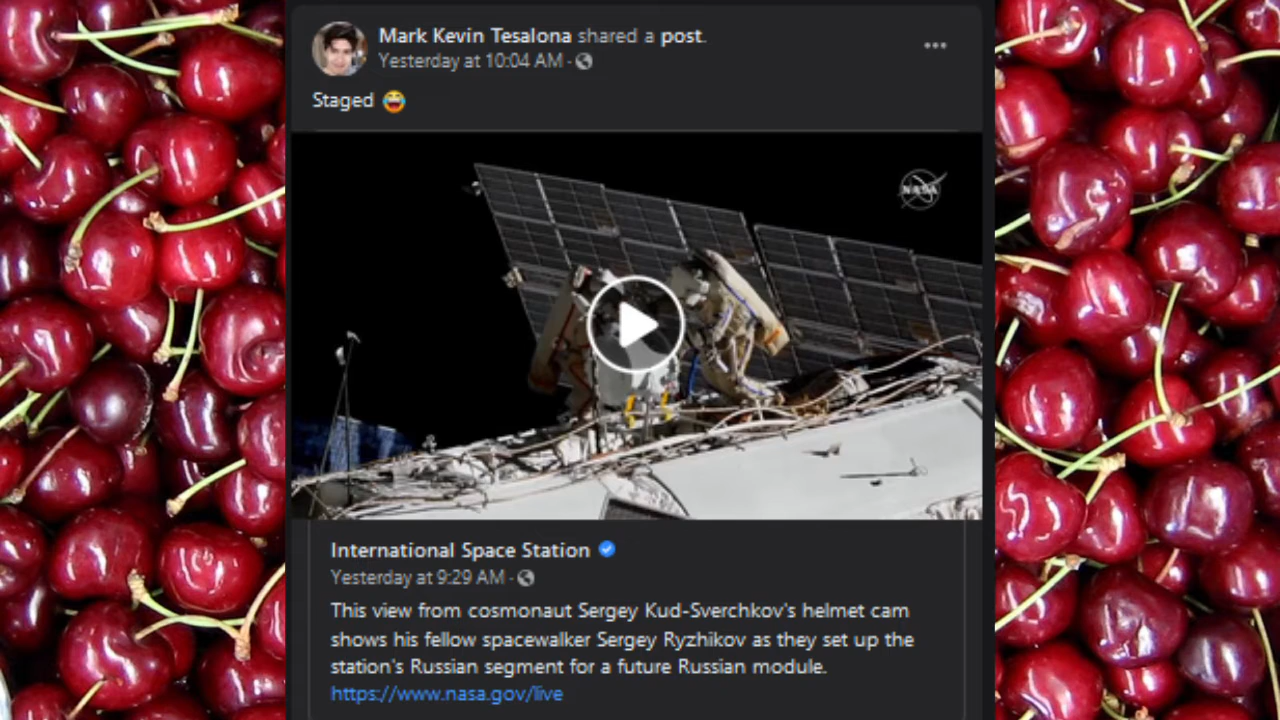 Mark Kevin Tesalona shared a post.
Yesterday at 10:04 AM ·
Staged 😂
NASA
International Space Station
Yesterday at 9:29 AM ·
This view from cosmonaut Sergey Kud-Sverchkov's helmet cam
shows his fellow spacewalker Sergey Ryzhikov as they set up the
station's Russian segment for a future Russian module.
https://www.nasa.gov/live